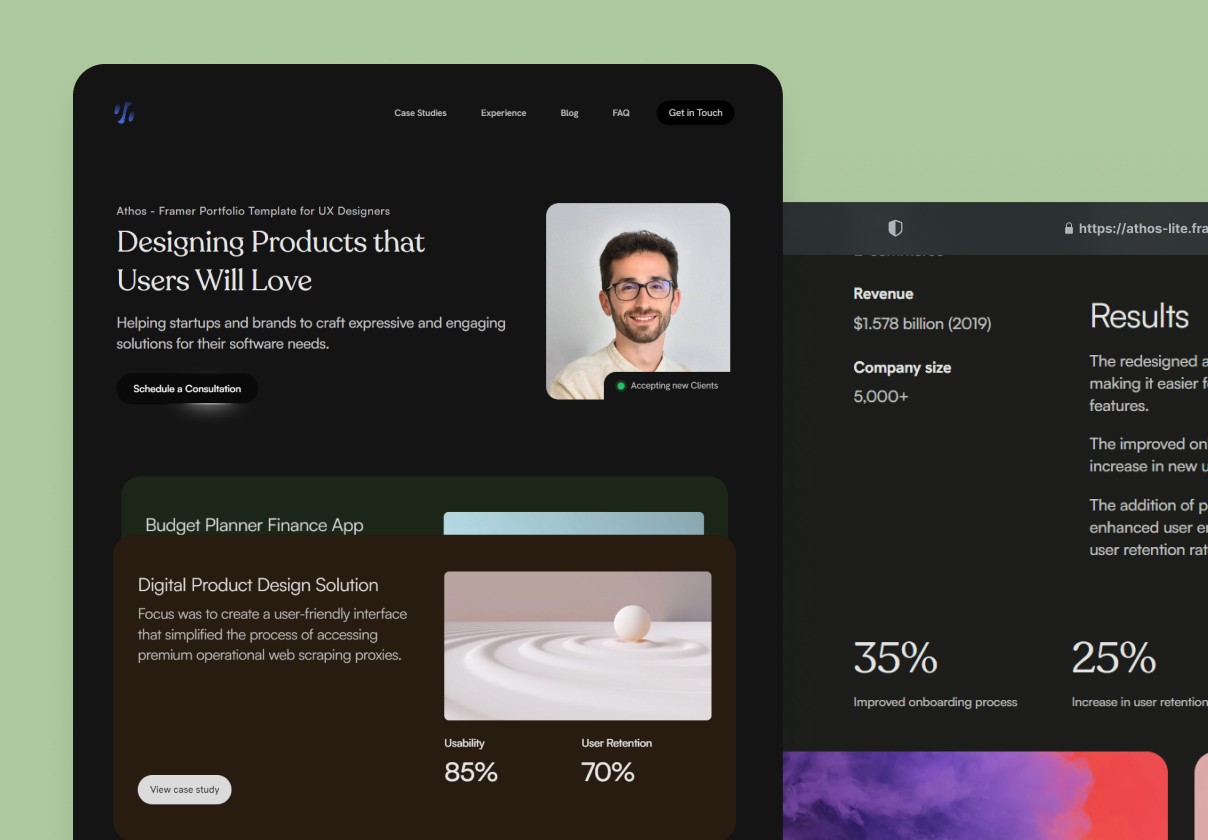 Case Studies
Experience
Blog
FAQ
Get in Touch
Athos - Framer Portfolio Template for UX Designers
Designing Products that
Users Will Love
Helping startups and brands to craft expressive and engaging
solutions for their software needs.
Schedule a Consultation
Accepting new Clients
Budget Planner Finance App
Digital Product Design Solution
Focus was to create a user-friendly interface
that simplified the process of accessing
premium operational web scraping proxies.
Usability
User Retention
85%
70%
View case study
https://athos-lite.fra
Revenue
$1.578 billion (2019)
Company size
5,000+
Results
The redesigned a
making it easier f
features.
The improved on
increase in new u
The addition of p
enhanced user e
user retention rat
35%
25%
Improved onboarding process
Increase in user retention